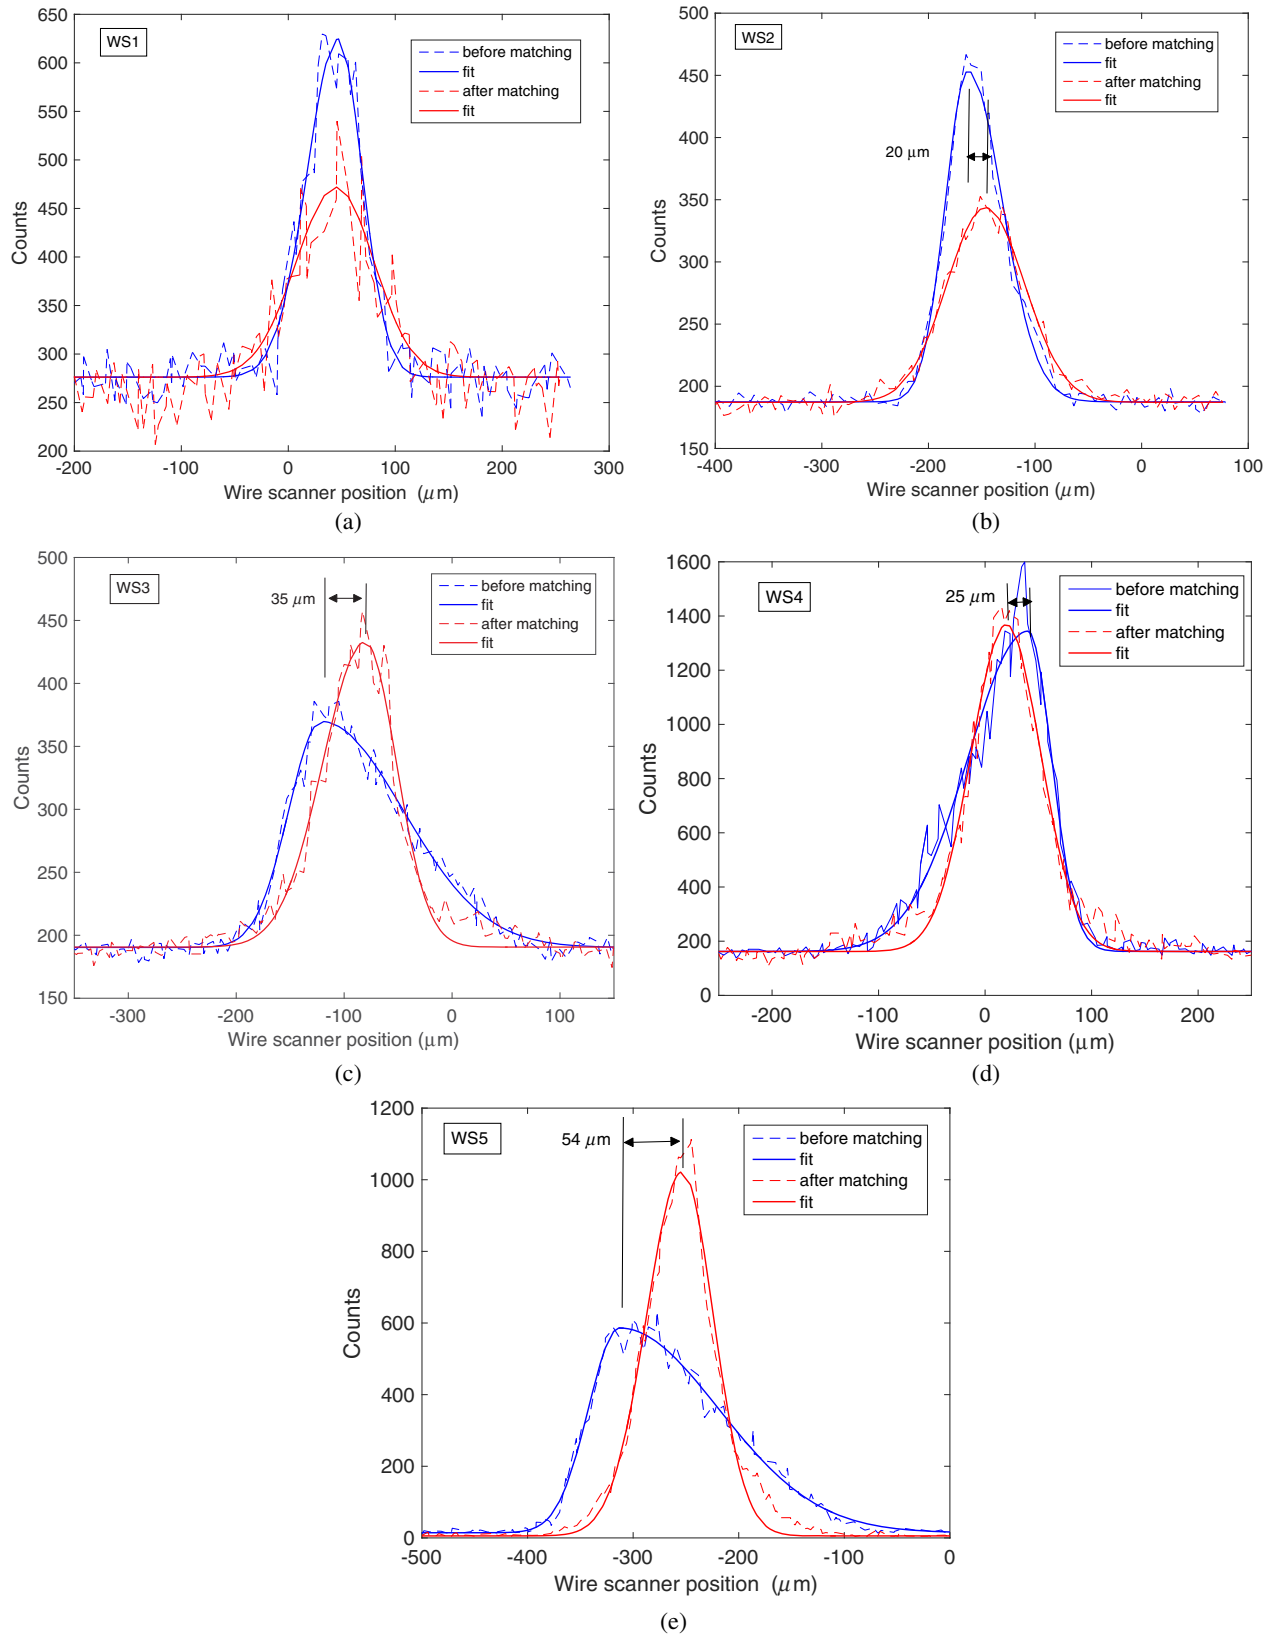 WS1
before matching
fit
after matching
fit
650
600
550
500
450
400
350
300
250
200
Counts
-200 -100 0 100 200 300
Wire scanner position (μm)
(a)
WS2
before matching
fit
after matching
fit
20 μm
500
450
400
350
300
250
200
150
Counts
-400 -300 -200 -100 0 100
Wire scanner position (μm)
(b)
WS3
35 μm
before matching
fit
after matching
fit
500
450
400
350
300
250
200
150
Counts
-300 -200 -100 0 100
Wire scanner position (μm)
(c)
WS4
25 μm
before matching
fit
after matching
fit
1600
1400
1200
1000
800
600
400
200
0
Counts
-200 -100 0 100 200
Wire scanner position (μm)
(d)
WS5
54 μm
before matching
fit
after matching
fit
1200
1000
800
600
400
200
0
Counts
-500 -400 -300 -200 -100 0
Wire scanner position (μm)
(e)